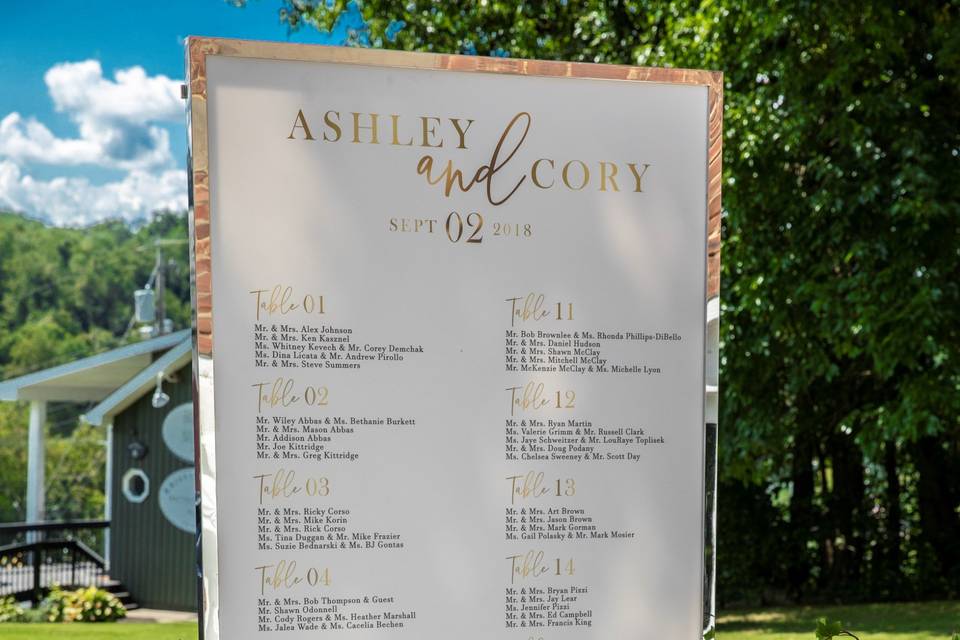 ASHLEY
and CORY
SEPT 02 2018
Table 01
Mr. & Mrs. Alex Johnson
Mr. & Mrs. Ken Kasznel
Ms. Whitney Kevech & Mr. Corey Demchak
Ms. Dina Licata & Mr. Andrew Pirollo
Mr. & Mrs. Steve Summers
Table 02
Mr. Wiley Abbas & Ms. Bethanie Burkett
Mr. & Mrs. Mason Abbas
Mr. Addison Abbas
Mr. Joe Kittridge
Mr. & Mrs. Greg Kittridge
Table 03
Mr. & Mrs. Ricky Corso
Mr. & Mrs. Mike Korin
Mr. & Mrs. Rick Corso
Ms. Tina Duggan & Mr. Mike Frazier
Ms. Suzie Bednarski & Ms. BJ Gontas
Table 04
Mr. & Mrs. Bob Thompson & Guest
Mr. Shawn Odonnell
Mr. Cody Rogers & Ms. Heather Marshall
Ms. Jalea Wade & Ms. Cacelia Bechen
Table 11
Mr. Bob Brownlee & Ms. Rhonda Phillips-DiBello
Mr. & Mrs. Daniel Hudson
Mr. & Mrs. Shawn McClay
Mr. & Mrs. Mitchell McClay
Mr. McKenzie McClay & Ms. Michelle Lyon
Table 12
Mr. & Mrs. Ryan Martin
Ms. Valerie Grimm & Mr. Russell Clark
Ms. Jaye Schweitzer & Mr. LouRaye Toplisek
Mr. & Mrs. Doug Podany
Ms. Chelsea Sweeney & Mr. Scott Day
Table 13
Mr. & Mrs. Art Brown
Mr. & Mrs. Jason Brown
Mr. & Mrs. Mark Gorman
Ms. Gail Polasky & Mr. Mark Mosier
Table 14
Mr. & Mrs. Bryan Pizzi
Mr. & Mrs. Jay Lear
Ms. Jennifer Pizzi
Mr. & Mrs. Ed Campbell
Mr. & Mrs. Francis King